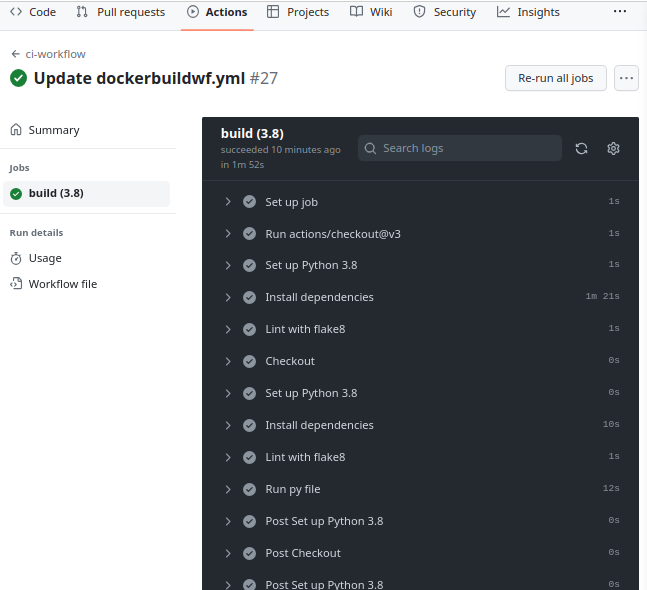 Code Pull requests Actions Projects Wiki Security Insights ...
← ci-workflow
Update dockerbuildwf.yml #27
Re-run all jobs ...
Summary
Jobs
build (3.8)
Run details
Usage
Workflow file
build (3.8)
succeeded 10 minutes ago
in 1m 52s
Search logs
Set up job 1s
Run actions/checkout@v3 1s
Set up Python 3.8 1s
Install dependencies 1m 21s
Lint with flake8 1s
Checkout 0s
Set up Python 3.8 0s
Install dependencies 10s
Lint with flake8 1s
Run py file 12s
Post Set up Python 3.8 0s
Post Checkout 0s
Post Set up Python 3.8 0s